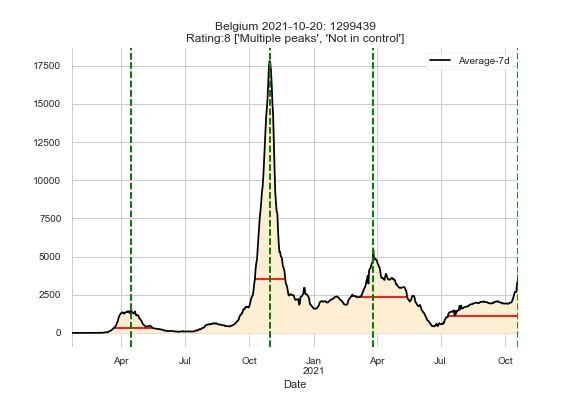 Belgium 2021-10-20: 1299439
Rating:8 ['Multiple peaks', 'Not in control']
Average-7d
17500
15000
12500
10000
7500
5000
2500
0
Apr Jul Oct Jan Apr Jul Oct
2021
Date